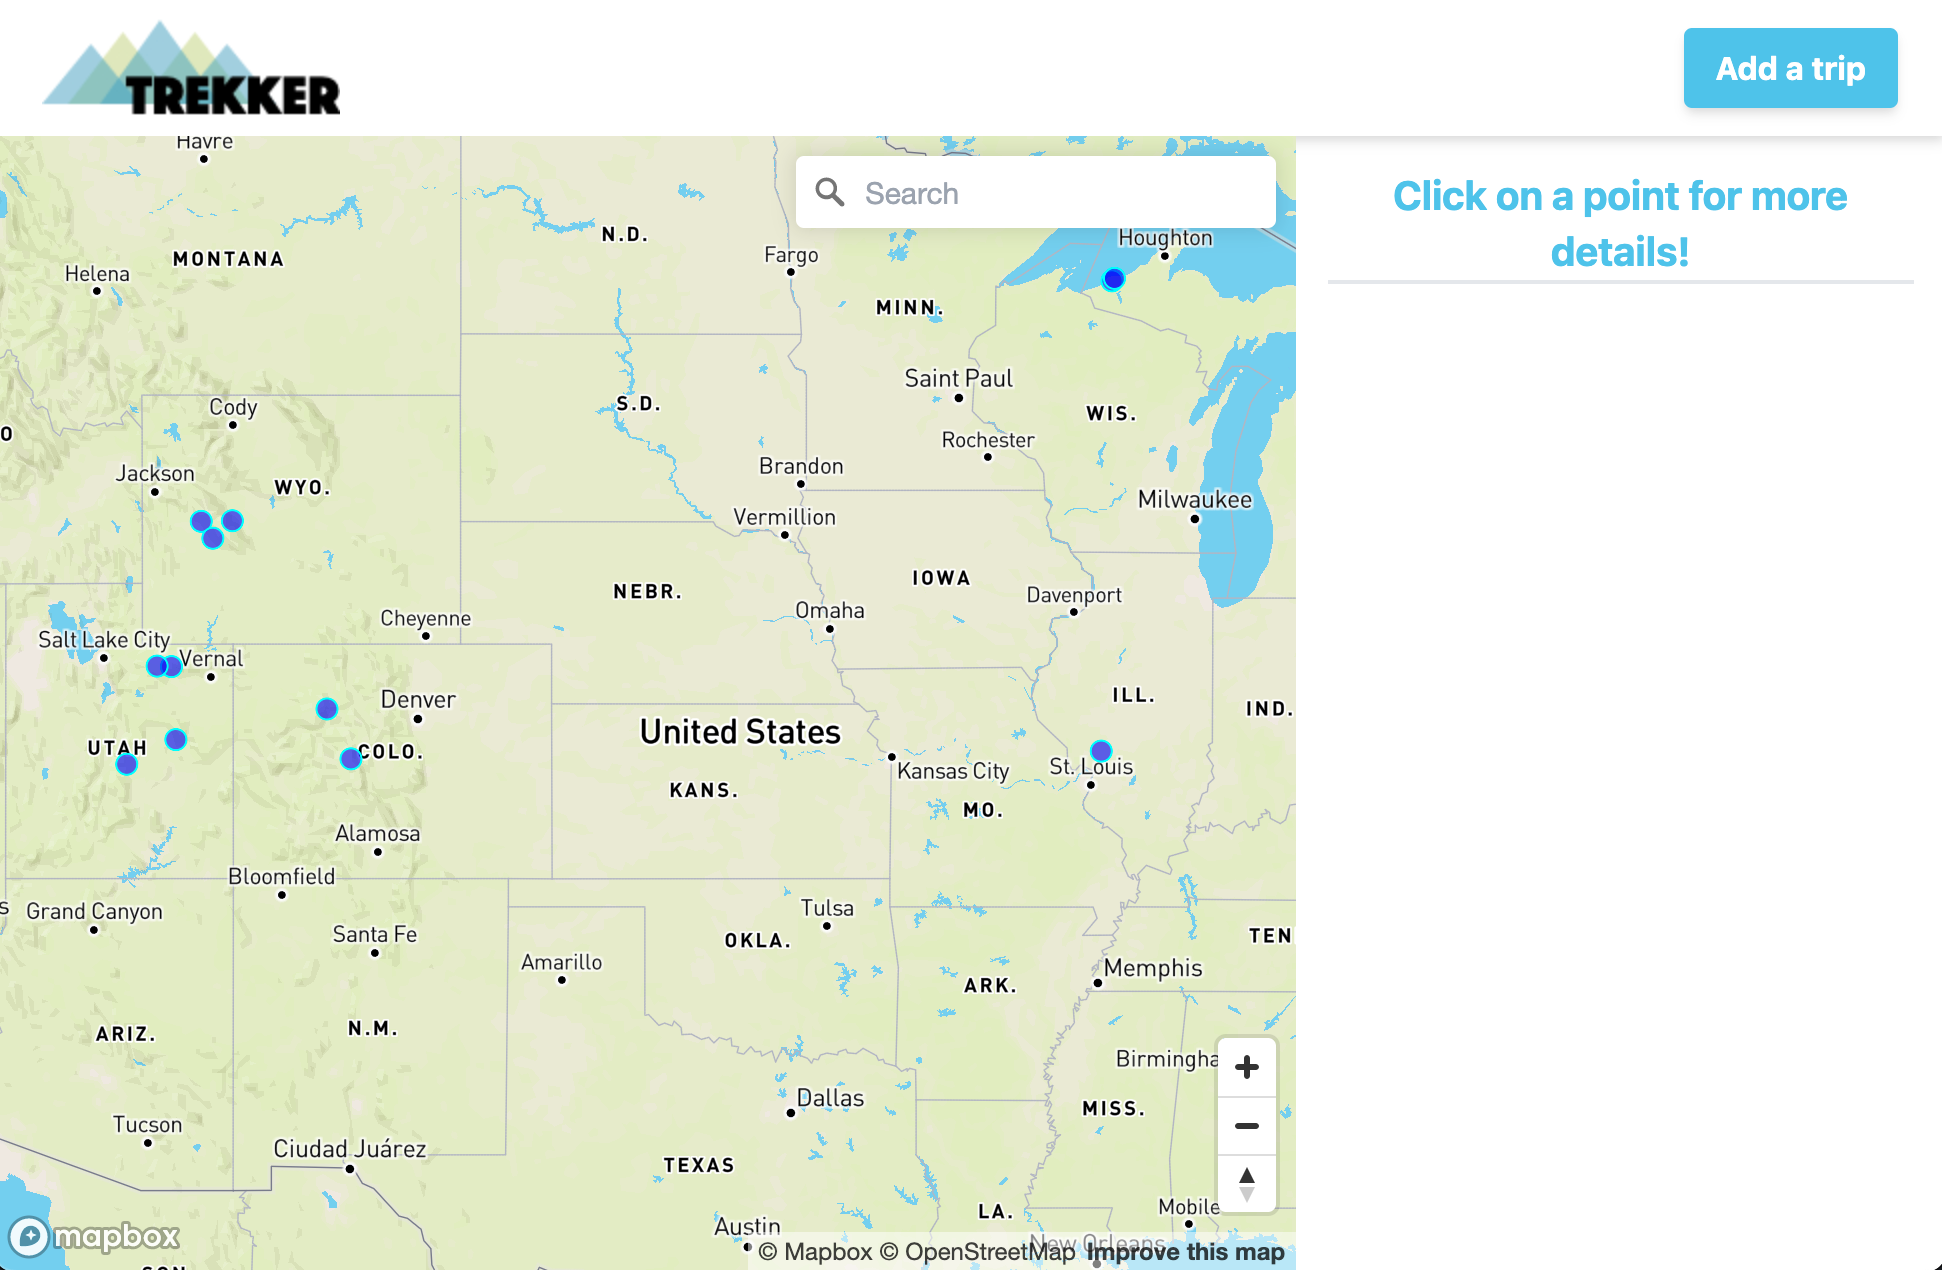 TREKKER
Add a trip
Search
Click on a point for more
details!
Havre
N.D.
Fargo
Houghton
MONTANA
Helena
MINN.
Saint Paul
S.D.
Cody
WIS.
Rochester
Jackson
Brandon
WYO.
Milwaukee
Vermillion
IOWA
NEBR.
Davenport
Omaha
Cheyenne
Salt Lake City
Vernal
Denver
ILL.
IND.
United States
UTAH
COLO.
Kansas City
St. Louis
KANS.
MO.
Alamosa
Bloomfield
Grand Canyon
Tulsa
Santa Fe
OKLA.
TEN
Amarillo
Memphis
ARK.
ARIZ.
N.M.
Birmingha
Dallas
MISS.
Tucson
Ciudad Juárez
TEXAS
Mobile
LA.
Austin
New Orleans
mapbox
© Mapbox © OpenStreetMap Improve this map